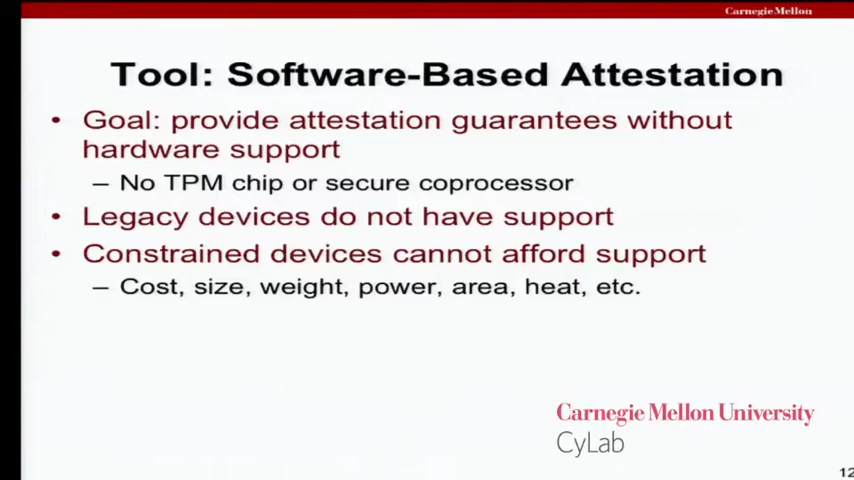 Carnegie Mellon
Tool: Software-Based Attestation
• Goal: provide attestation guarantees without
hardware support
– No TPM chip or secure coprocessor
• Legacy devices do not have support
• Constrained devices cannot afford support
– Cost, size, weight, power, area, heat, etc.
Carnegie Mellon University
CyLab
12